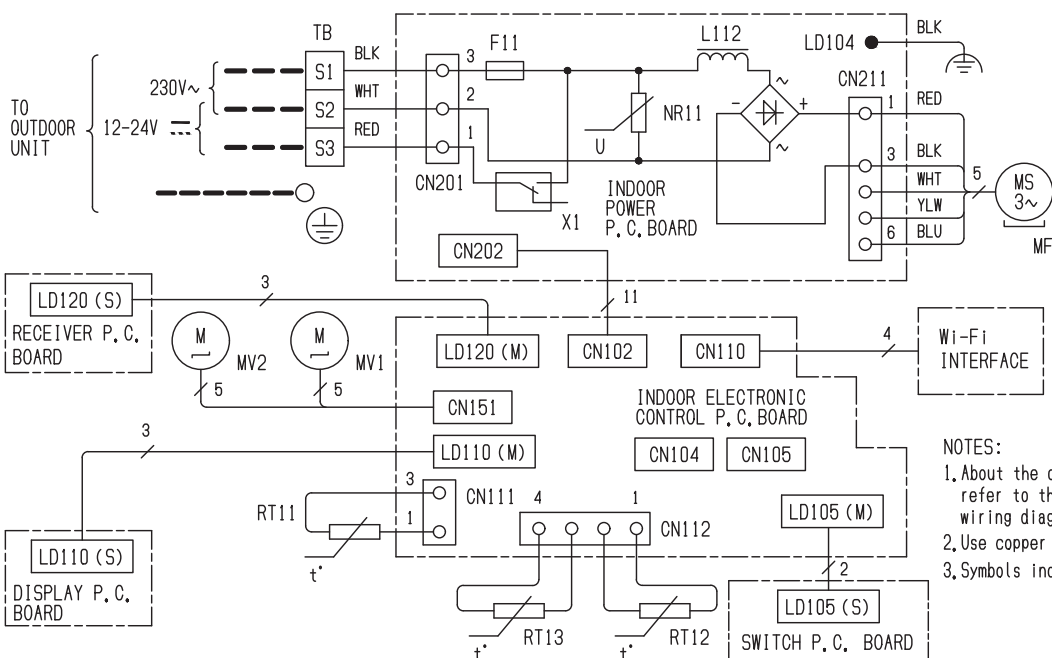 TB
BLK
F11
L112
LD104
BLK
CN211
TO
OUTDOOR
UNIT
230V~
12-24V
S1
S2
S3
WHT
RED
3
2
1
CN201
X1
U
NR11
~
-
+
~
INDOOR
POWER
P.C.BOARD
1
3
6
RED
BLK
WHT
YLW
BLU
5
MS
3~
MF
CN202
11
LD120(S)
RECEIVER P.C.
BOARD
3
M
MV2
5
M
MV1
5
LD120(M)
CN102
CN110
4
Wi-Fi
INTERFACE
CN151
INDOOR ELECTRONIC
CONTROL P.C.BOARD
LD110(M)
CN104
CN105
3
LD110(S)
DISPLAY P.C.
BOARD
RT11
t°
3
1
CN111
4
1
CN112
RT13
t°
RT12
t°
LD105(M)
2
LD105(S)
SWITCH P.C. BOARD
NOTES:
1.About the
refer to th
wiring diag
2.Use copper
3.Symbols in